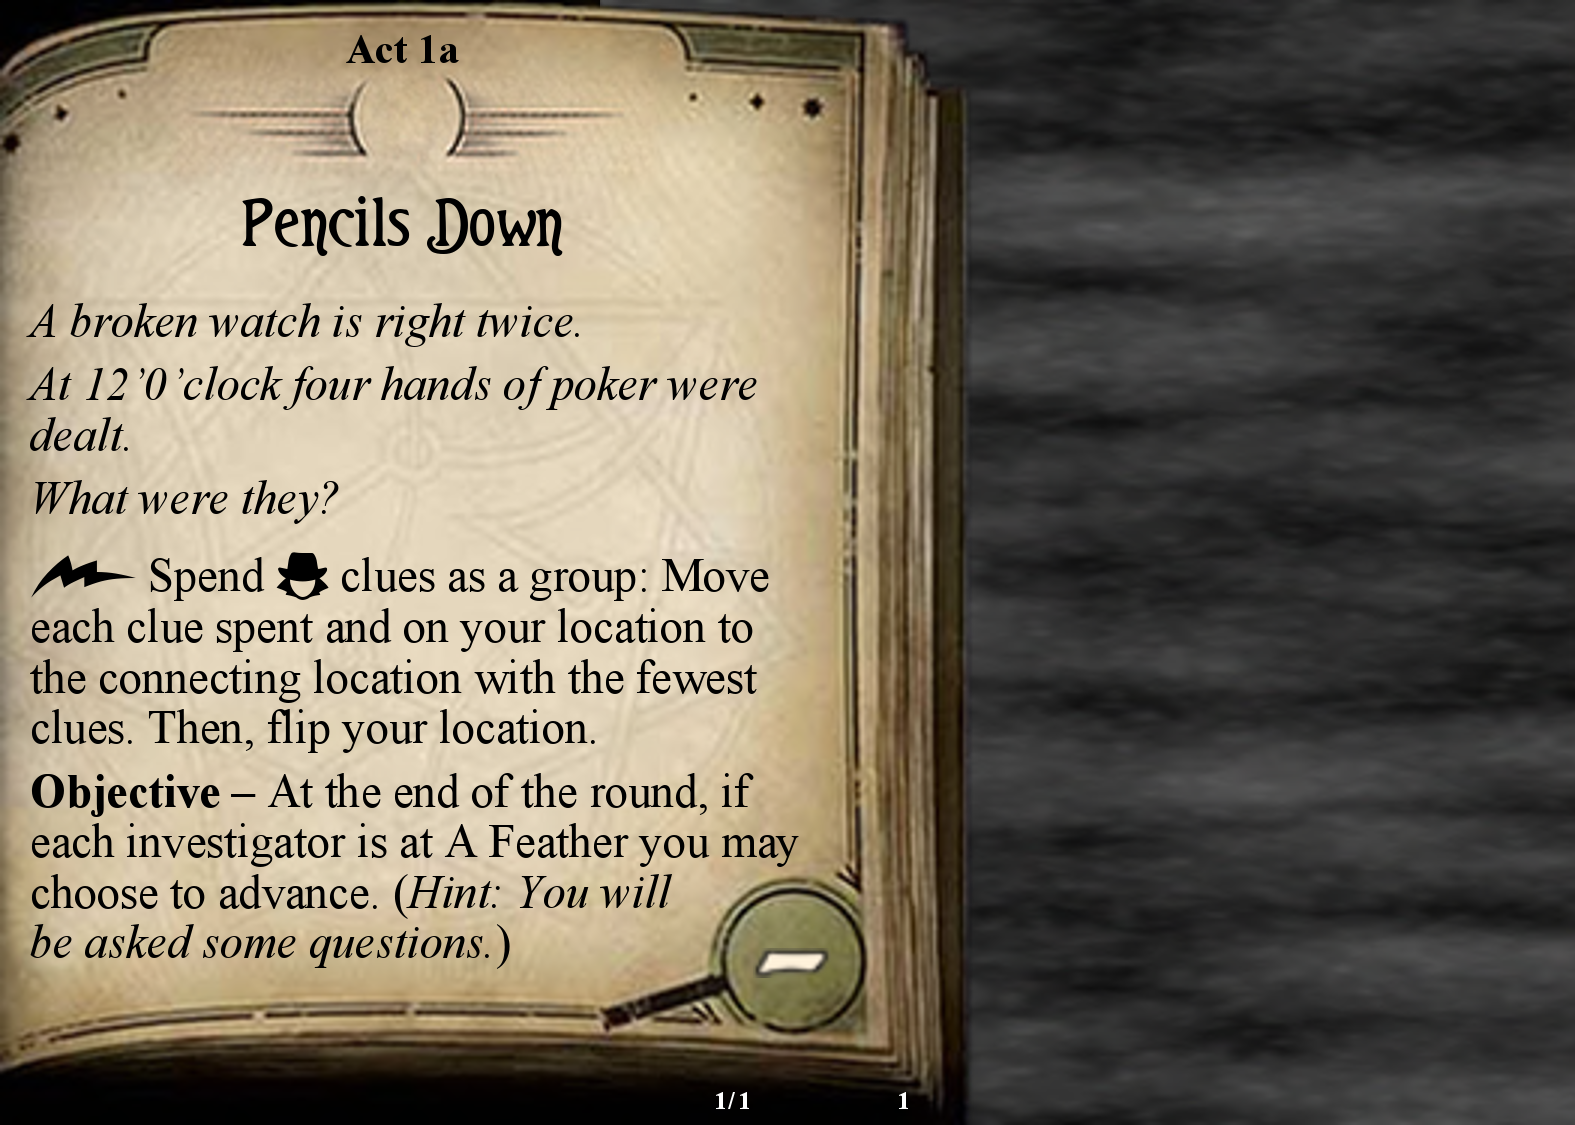 Act 1a
Pencils Down
A broken watch is right twice.
At 12’0’clock four hands of poker were
dealt.
What were they?
Spend clues as a group: Move
each clue spent and on your location to
the connecting location with the fewest
clues. Then, flip your location.
Objective – At the end of the round, if
each investigator is at A Feather you may
choose to advance. (Hint: You will
be asked some questions.)
–
1/1 1